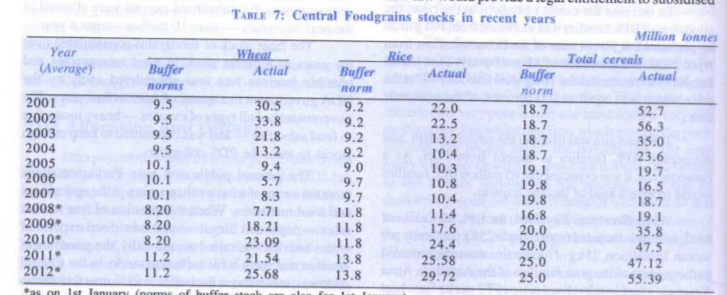 entitlement to subsidised
TABLE 7: Central Foodgrains stocks in recent years
Million tonnes
Year Wheat Rice Total cereals
(Average) Buffer Actial Buffer Actual Buffer Actual
norms norm norm
2001 9.5 30.5 9.2 22.0 18.7 52.7
2002 9.5 33.8 9.2 22.5 18.7 56.3
2003 9.5 21.8 9.2 13.2 18.7 35.0
2004 9.5 13.2 9.2 10.4 18.7 23.6
2005 10.1 9.4 9.0 10.3 19.1 19.7
2006 10.1 5.7 9.7 10.8 19.8 16.5
2007 10.1 8.3 9.7 10.4 19.8 18.7
2008* 8.20 7.71 11.8 11.4 16.8 19.1
2009* 8.20 18.21 11.8 17.6 20.0 35.8
2010* 8.20 23.09 11.8 24.4 20.0 47.5
2011* 11.2 21.54 13.8 25.58 25.0 47.12
2012* 11.2 25.68 13.8 29.72 25.0 55.39
*as on 1st January (norms of buffer stock are also for 1st January)